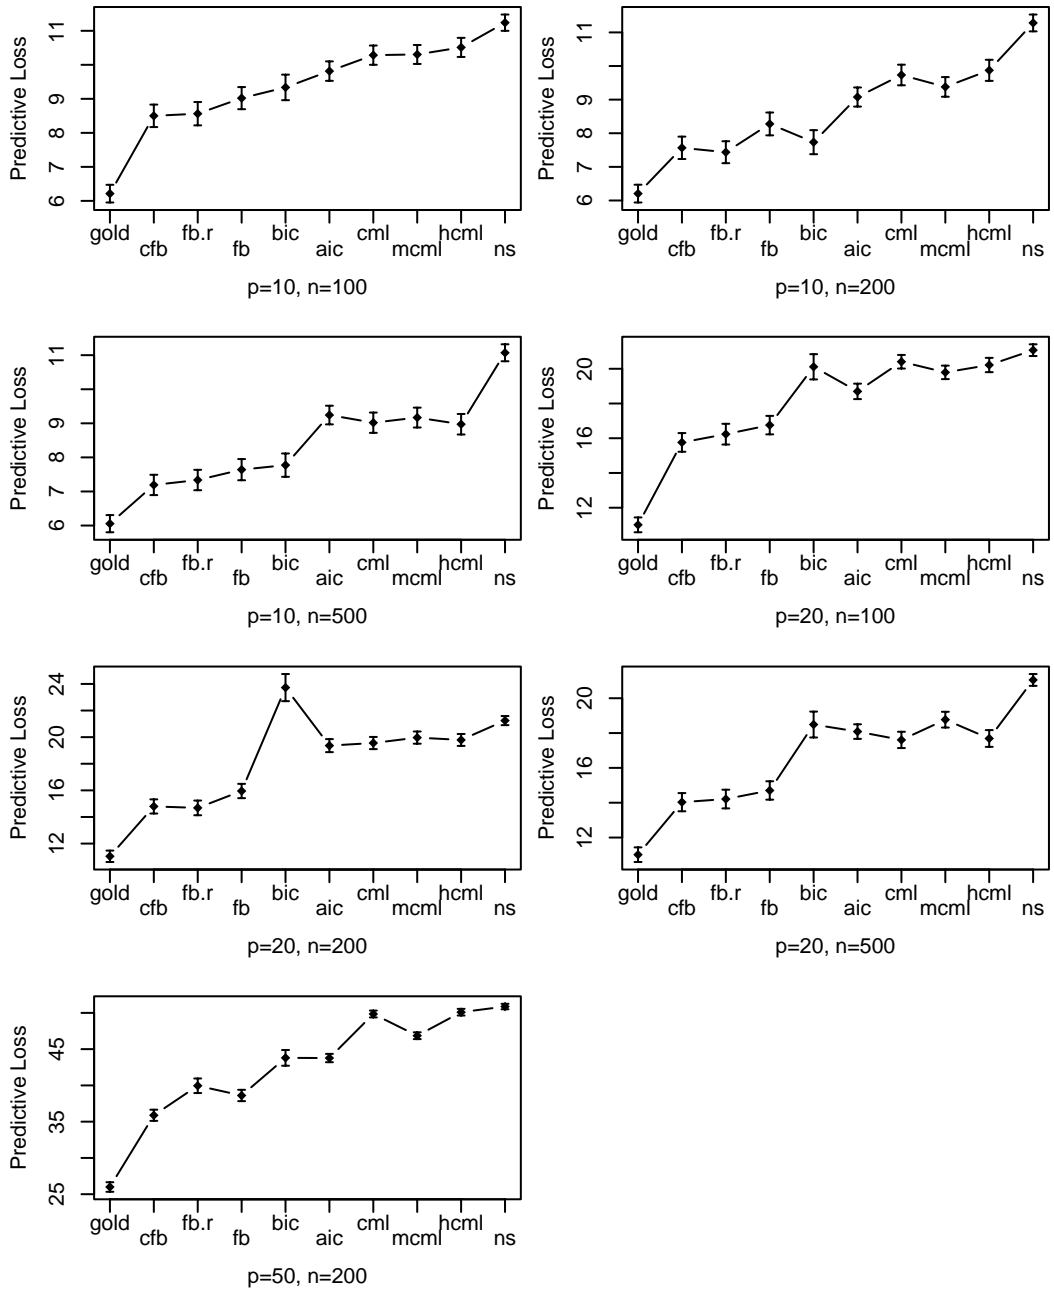 Predictive Loss
6 7 8 9 11
gold cfb fb.r fb bic aic cml mcml hcml ns
p=10, n=100
Predictive Loss
6 7 8 9 11
gold cfb fb.r fb bic aic cml mcml hcml ns
p=10, n=200
Predictive Loss
6 7 8 9 11
gold cfb fb.r fb bic aic cml mcml hcml ns
p=10, n=500
Predictive Loss
12 16 20
gold cfb fb.r fb bic aic cml mcml hcml ns
p=20, n=100
Predictive Loss
12 16 20 24
gold cfb fb.r fb bic aic cml mcml hcml ns
p=20, n=200
Predictive Loss
12 16 20
gold cfb fb.r fb bic aic cml mcml hcml ns
p=20, n=500
Predictive Loss
25 35 45
gold cfb fb.r fb bic aic cml mcml hcml ns
p=50, n=200